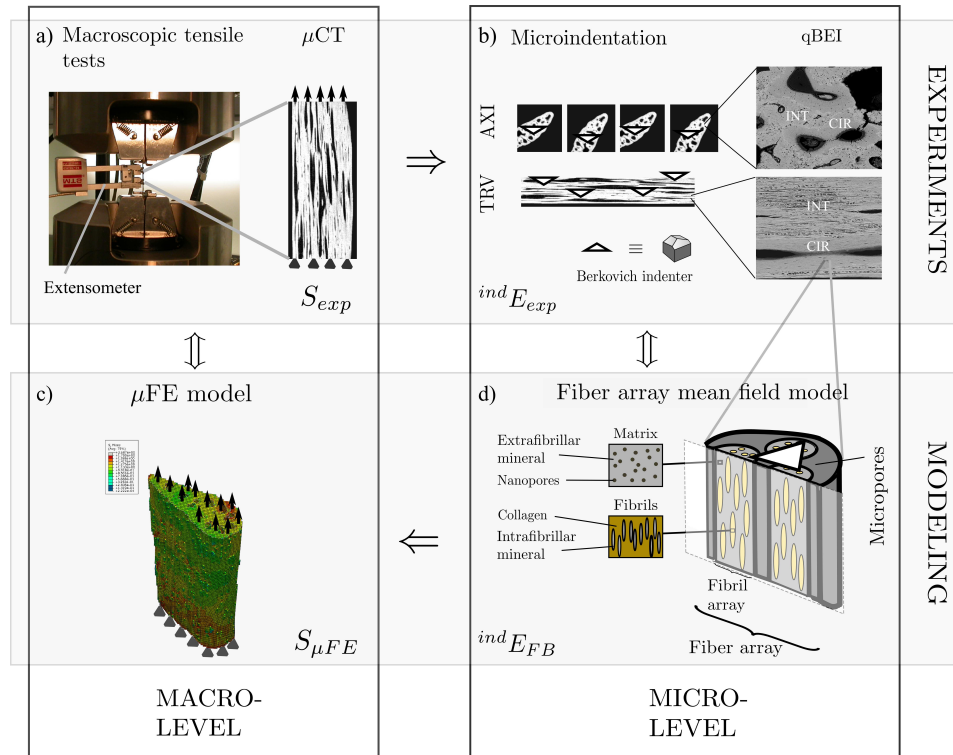 a) Macroscopic tensile tests
μCT
Extensometer
S_exp
b) Microindentation
qBEI
AXI
TRV
INT
CIR
INT
CIR
≡
Berkovich indenter
^ind E_exp
EXPERIMENTS
c) μFE model
S_μFE
d) Fiber array mean field model
Matrix
Extrafibrillar
mineral
Nanopores
Fibrils
Collagen
Intrafibrillar
mineral
Micropores
Fibril
array
Fiber array
^ind E_FB
MODELING
MACRO-
LEVEL
MICRO-
LEVEL